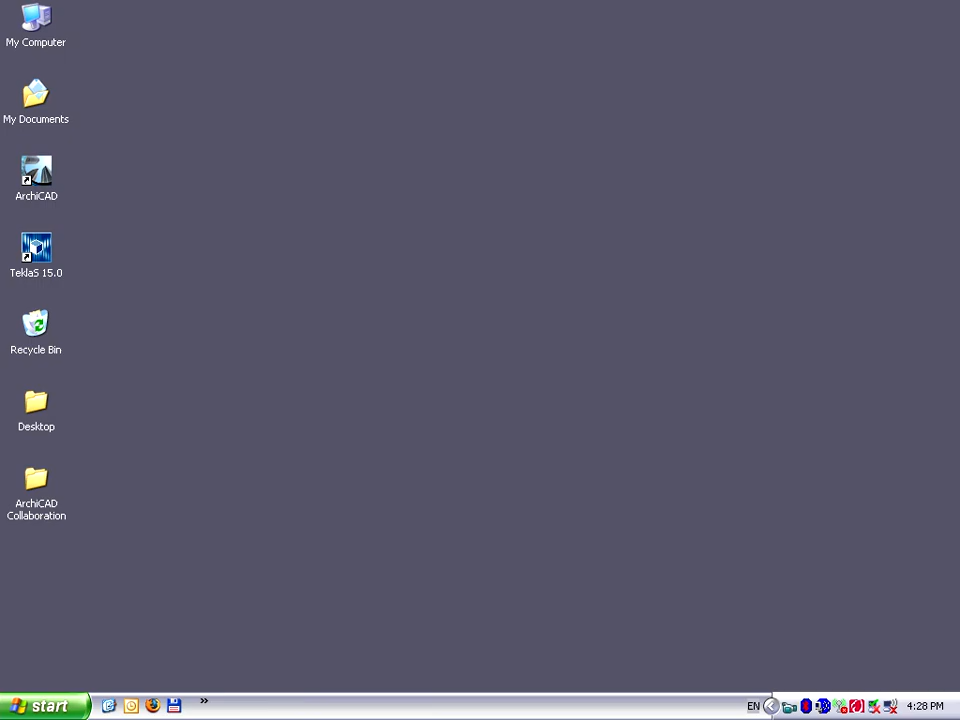 My Computer
My Documents
ArchiCAD
TeklaS 15.0
Recycle Bin
Desktop
ArchiCAD
Collaboration
start
»
EN
4:28 PM